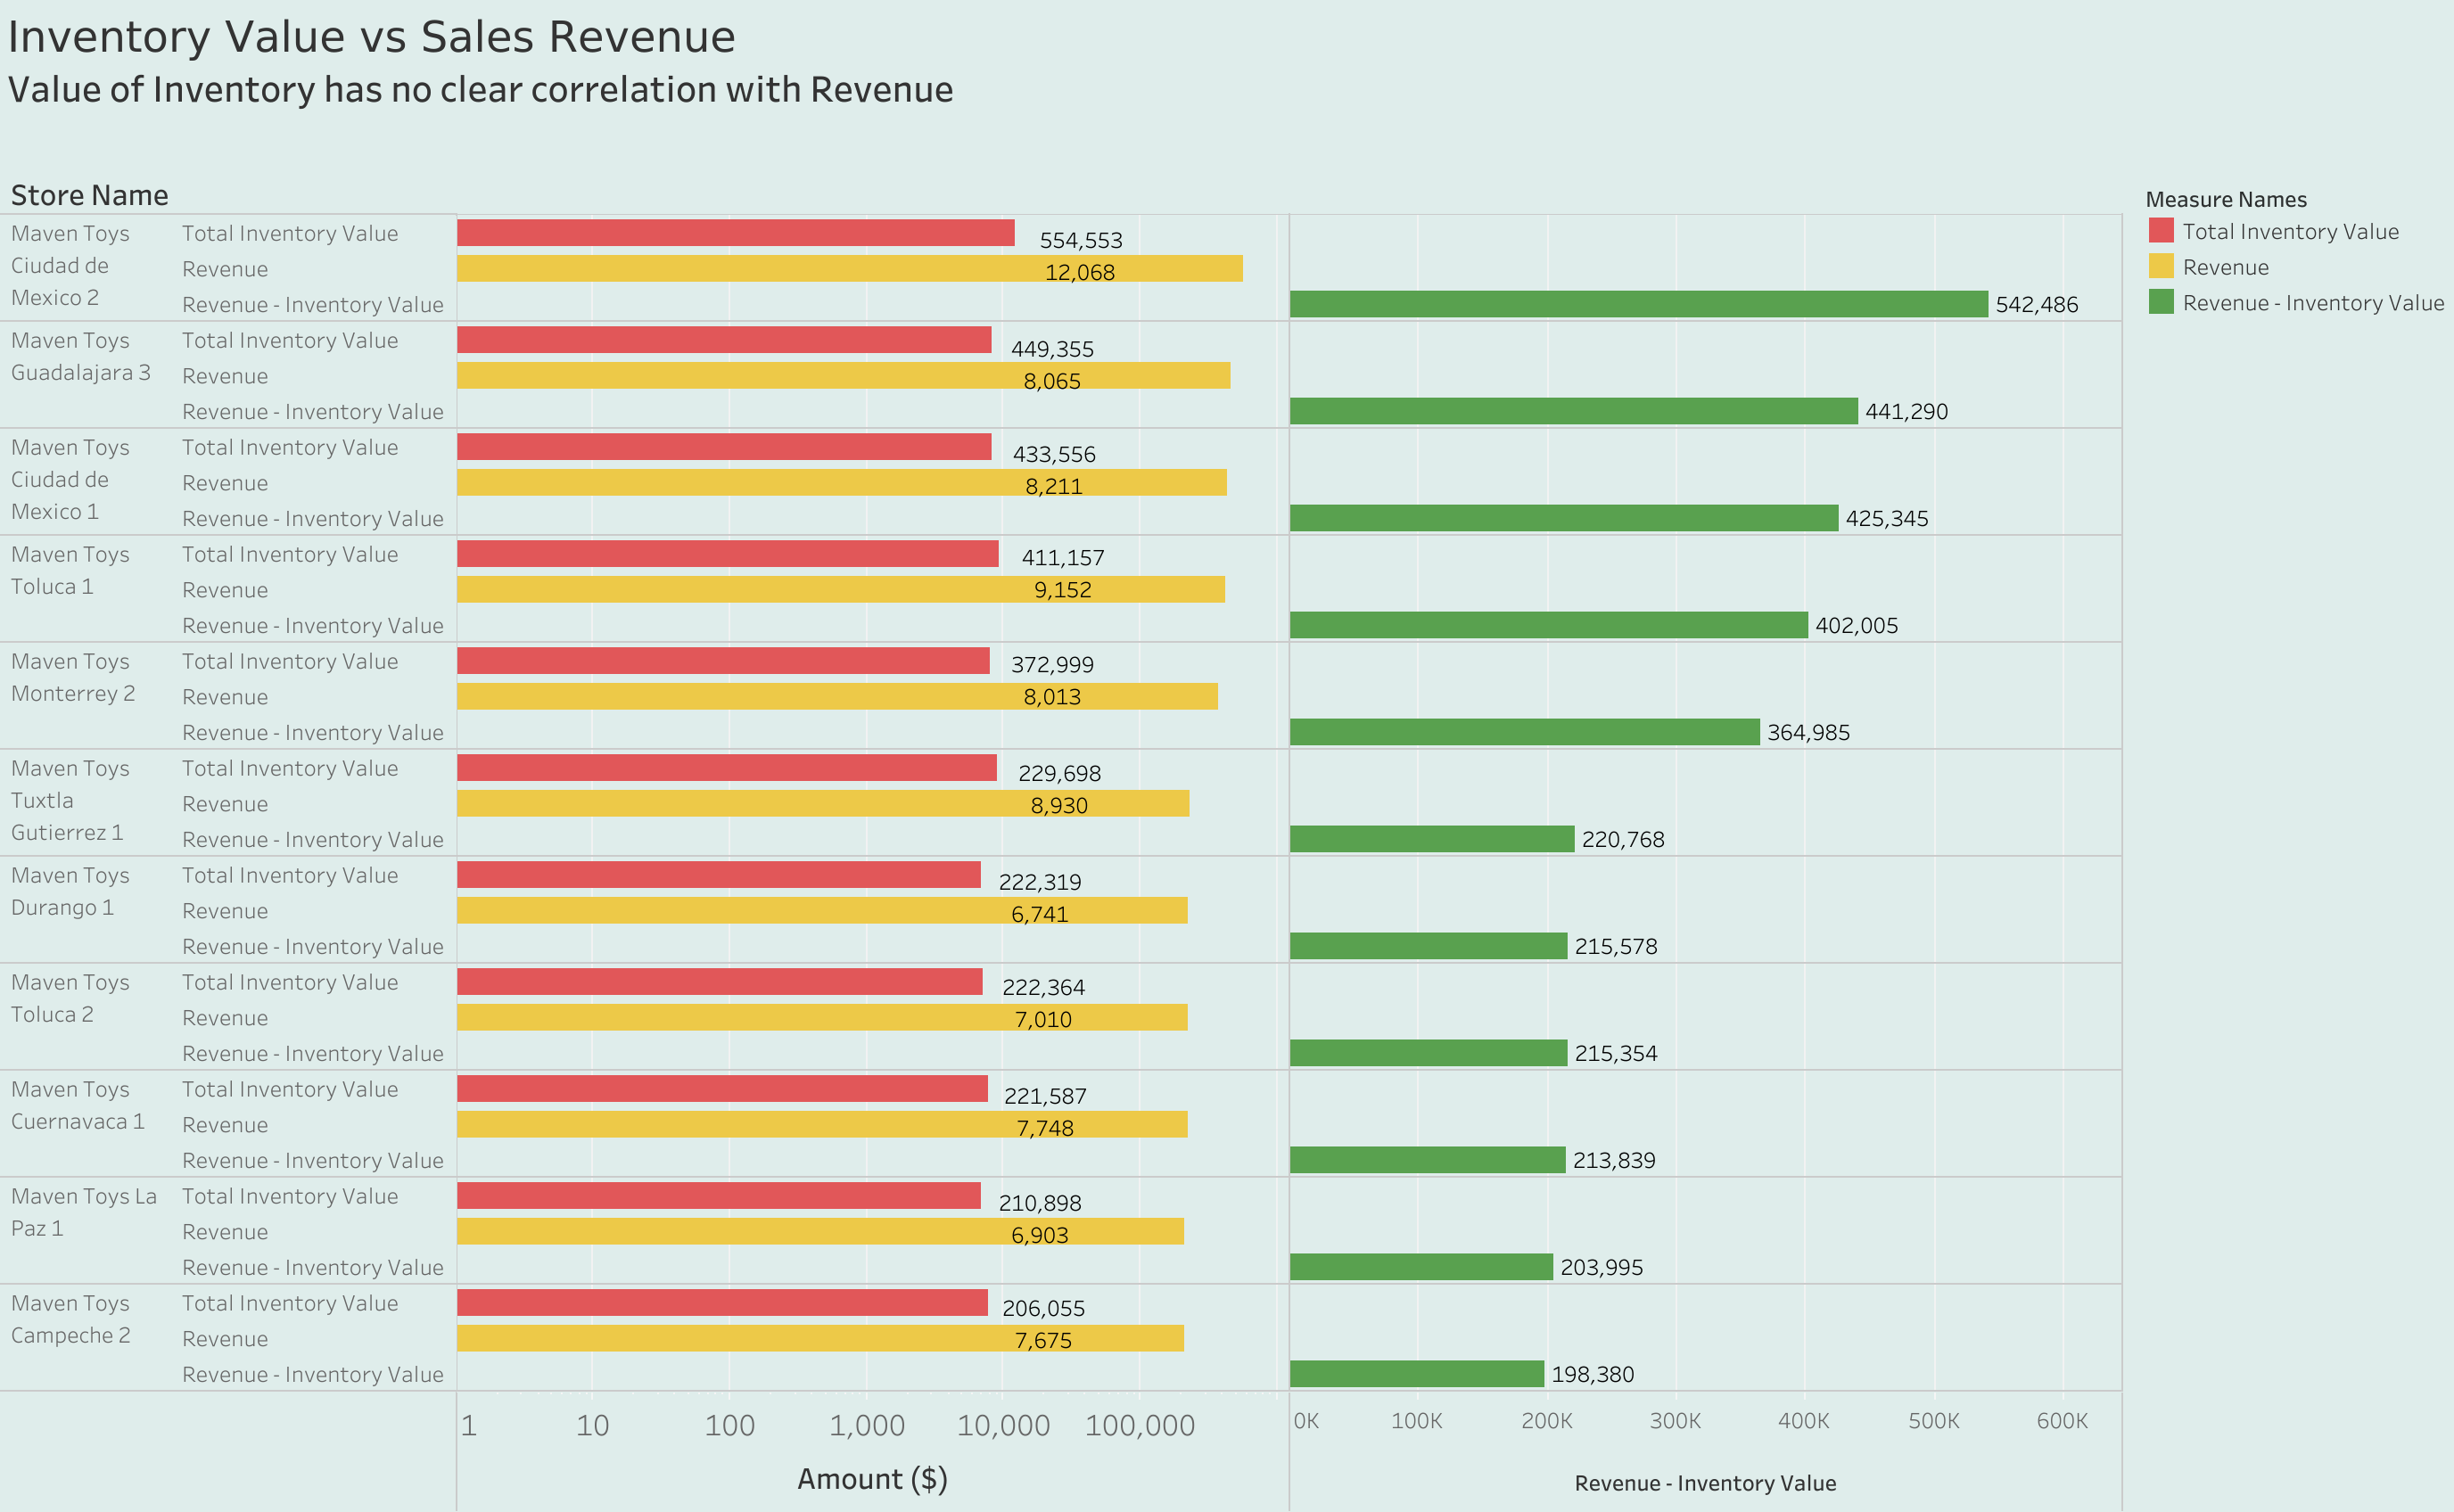 Inventory Value vs Sales Revenue
Value of Inventory has no clear correlation with Revenue
Store Name
Measure Names
Total Inventory Value
Revenue
Revenue - Inventory Value
Maven Toys
Ciudad de
Mexico 2
Total Inventory Value
554,553
Revenue
12,068
Revenue - Inventory Value
542,486
Maven Toys
Guadalajara 3
Total Inventory Value
449,355
Revenue
8,065
Revenue - Inventory Value
441,290
Maven Toys
Ciudad de
Mexico 1
Total Inventory Value
433,556
Revenue
8,211
Revenue - Inventory Value
425,345
Maven Toys
Toluca 1
Total Inventory Value
411,157
Revenue
9,152
Revenue - Inventory Value
402,005
Maven Toys
Monterrey 2
Total Inventory Value
372,999
Revenue
8,013
Revenue - Inventory Value
364,985
Maven Toys
Tuxtla
Gutierrez 1
Total Inventory Value
229,698
Revenue
8,930
Revenue - Inventory Value
220,768
Maven Toys
Durango 1
Total Inventory Value
222,319
Revenue
6,741
Revenue - Inventory Value
215,578
Maven Toys
Toluca 2
Total Inventory Value
222,364
Revenue
7,010
Revenue - Inventory Value
215,354
Maven Toys
Cuernavaca 1
Total Inventory Value
221,587
Revenue
7,748
Revenue - Inventory Value
213,839
Maven Toys La
Paz 1
Total Inventory Value
210,898
Revenue
6,903
Revenue - Inventory Value
203,995
Maven Toys
Campeche 2
Total Inventory Value
206,055
Revenue
7,675
Revenue - Inventory Value
198,380
1 10 100 1,000 10,000 100,000
0K 100K 200K 300K 400K 500K 600K
Amount ($)
Revenue - Inventory Value